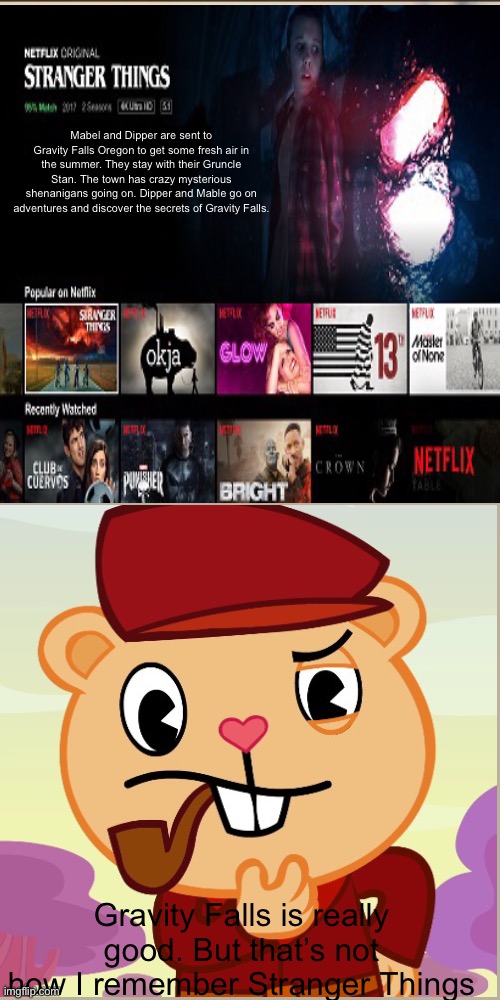 NETFLIX ORIGINAL
STRANGER THINGS
95% Match 2017 2 Seasons 4K Ultra HD 5.1
Mabel and Dipper are sent to
Gravity Falls Oregon to get some fresh air in
the summer. They stay with their Gruncle
Stan. The town has crazy mysterious
shenanigans going on. Dipper and Mable go on
adventures and discover the secrets of Gravity Falls.
Popular on Netflix
NETFLIX
STRANGER
THINGS
NETFLIX
okja
NETFLIX
GLOW
NETFLIX
13TH
NETFLIX
Master
of None
Recently Watched
NETFLIX
CLUB DE
CUERVOS
NETFLIX
MARVEL
PUNISHER
NETFLIX
BRIGHT
NETFLIX
CROWN
NETFLIX
TABLE
Gravity Falls is really
good. But that's not
how I remember Stranger Things
imgflip.com